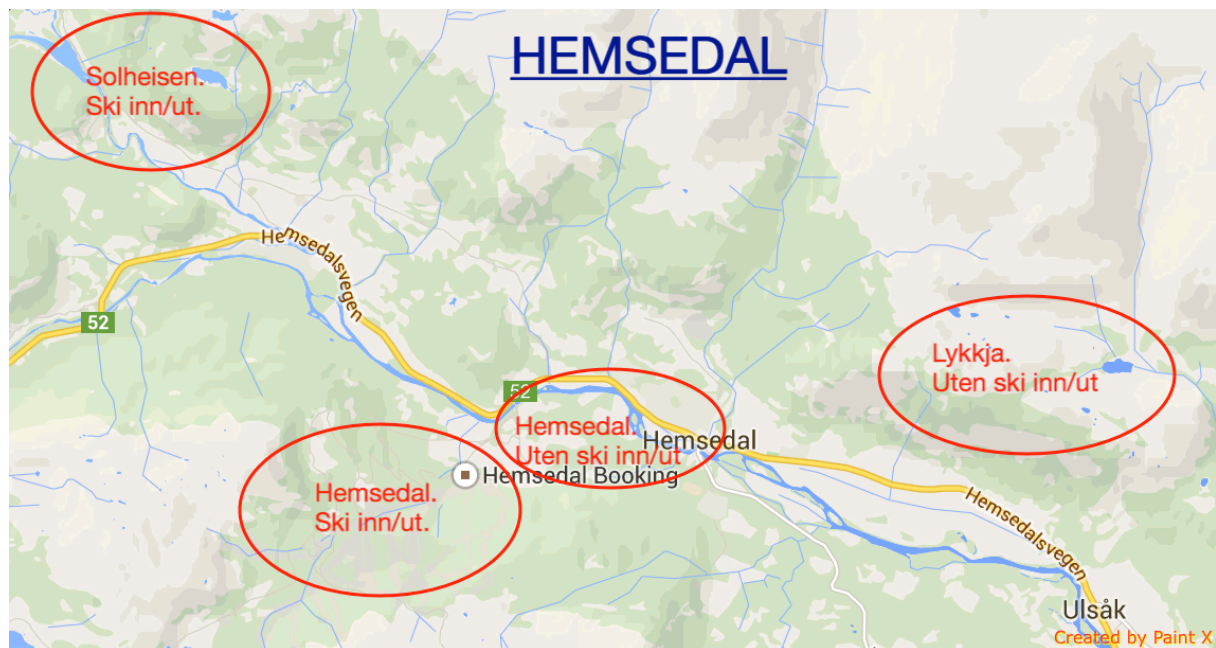 HEMSEDAL
Solheisen.
Ski inn/ut.
Hemsedalsvegen
52
Lykkja.
Uten ski inn/ut
52
Hemsedal.
Uten ski inn/ut
Hemsedal
Hemsedal Booking
Hemsedal.
Ski inn/ut.
Hemsedalsvegen
Ulsåk
Created by Paint X